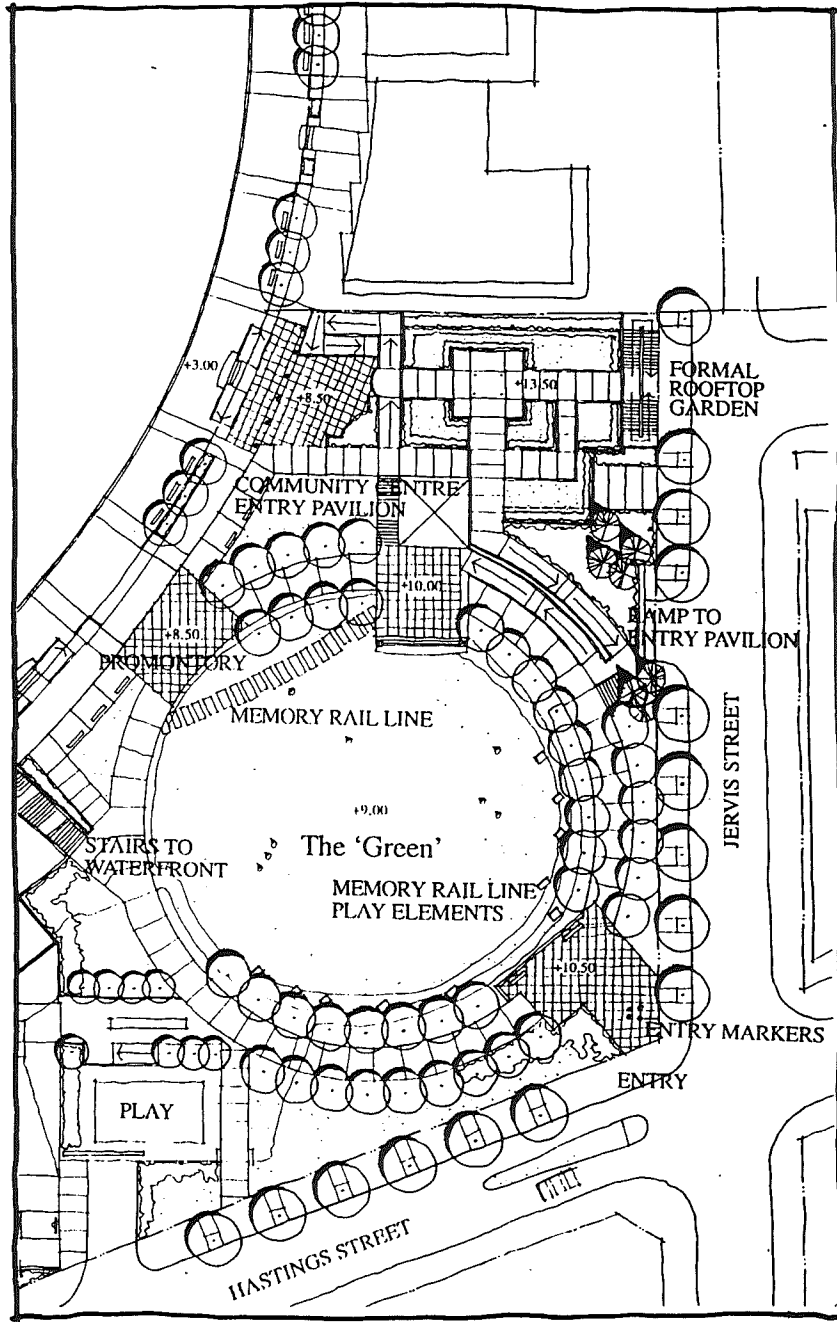 +3.00
+8.50
+13.50
FORMAL
ROOFTOP
GARDEN
COMMUNITY CENTRE
ENTRY PAVILION
+10.00
+8.50
PROMONTORY
RAMP TO
ENTRY PAVILION
MEMORY RAIL LINE
JERVIS STREET
+9.00
The ‘Green’
STAIRS TO
WATERFRONT
MEMORY RAIL LINE
PLAY ELEMENTS
+10.50
ENTRY MARKERS
ENTRY
PLAY
HASTINGS STREET